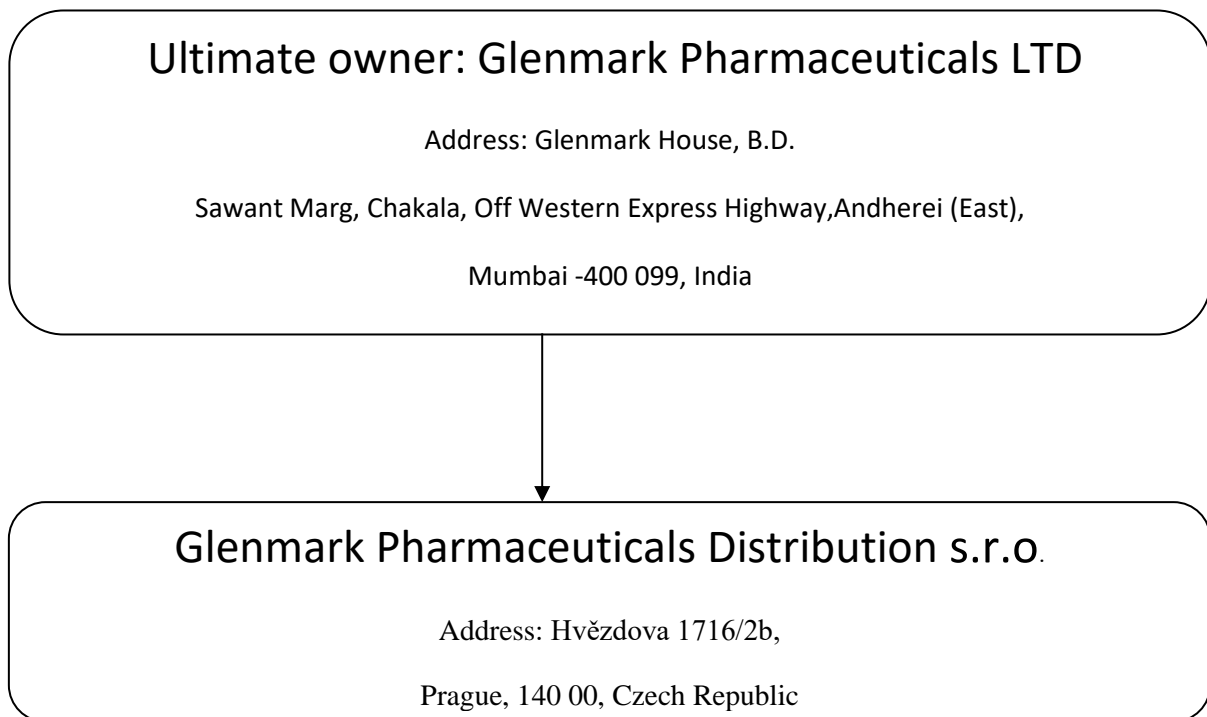 Ultimate owner: Glenmark Pharmaceuticals LTD
Address: Glenmark House, B.D.
Sawant Marg, Chakala, Off Western Express Highway,Andherei (East),
Mumbai -400 099, India
Glenmark Pharmaceuticals Distribution s.r.o.
Address: Hvězdova 1716/2b,
Prague, 140 00, Czech Republic